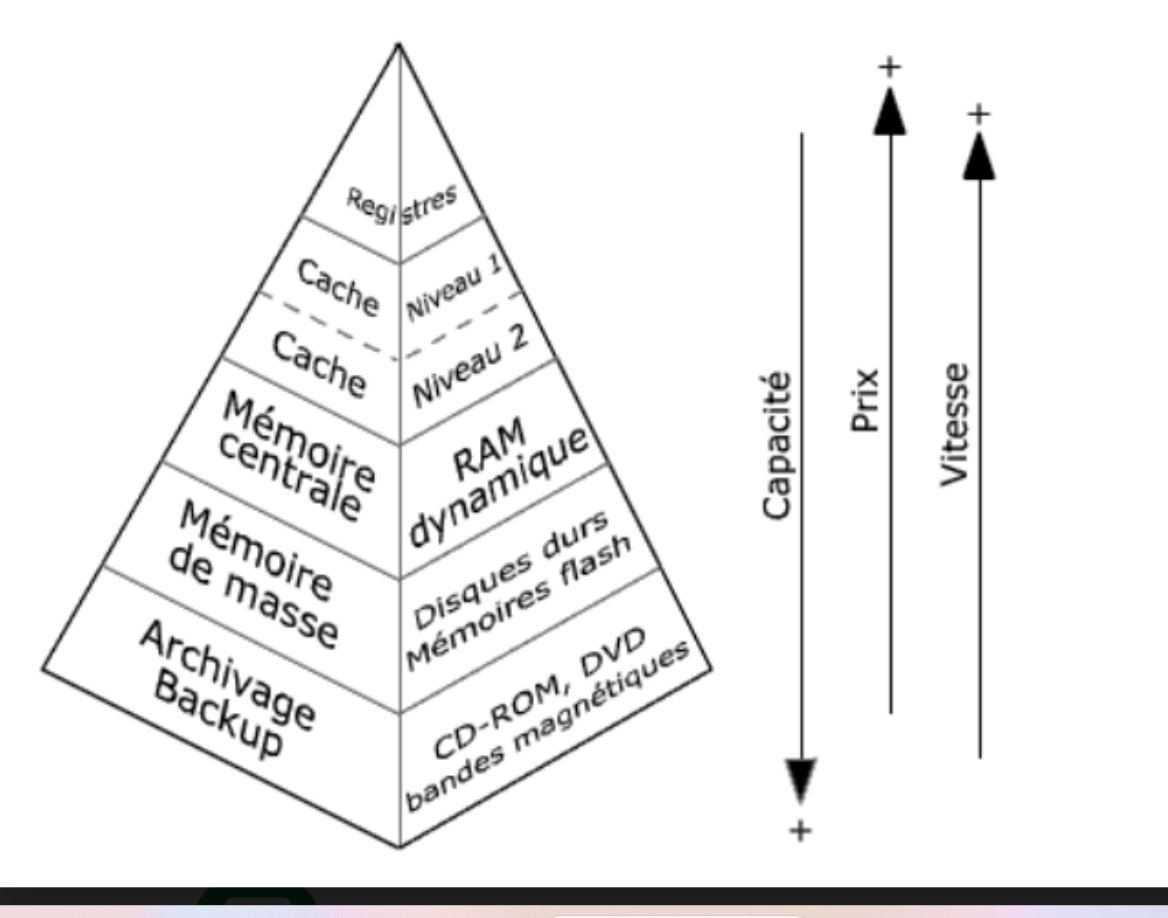 Registres
Cache Niveau 1
Cache Niveau 2
Mémoire
centrale
RAM
dynamique
Mémoire
de masse
Disques durs
Mémoires flash
Archivage
Backup
CD-ROM, DVD
bandes magnétiques
Capacité
+
Prix
+
Vitesse
+